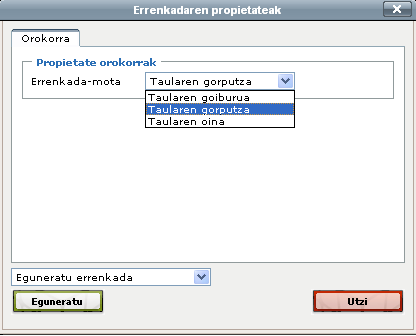 Errenkadaren propietateak
Orokorra
Propietate orokorrak
Errenkada-mota Taularen gorputza
Taularen goiburua
Taularen gorputza
Taularen oina
Eguneratu errenkada
Eguneratu Utzi